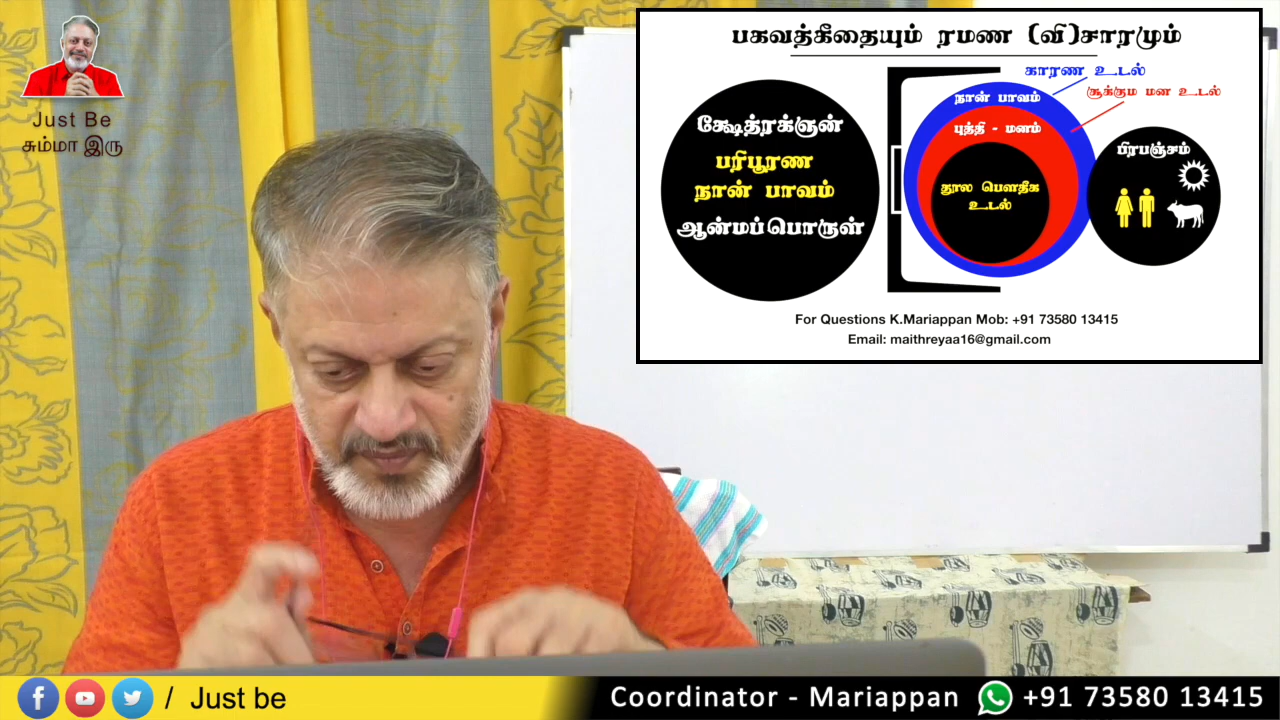 Just Be
சும்மா இரு
பகவத்கீதையும் ரமண (வி)சாரமும்
காரண உடல்
சூக்கும மன உடல்
க்ஷேத்ரக்ஞன்
பரிபூரண
நான் பாவம்
ஆன்மப்பொருள்
நான் பாவம்
புத்தி - மனம்
தூல பௌதீக
உடல்
பிரபஞ்சம்
For Questions K.Mariappan Mob: +91 73580 13415
Email: maithreyaa16@gmail.com
/ Just be
Coordinator - Mariappan +91 73580 13415